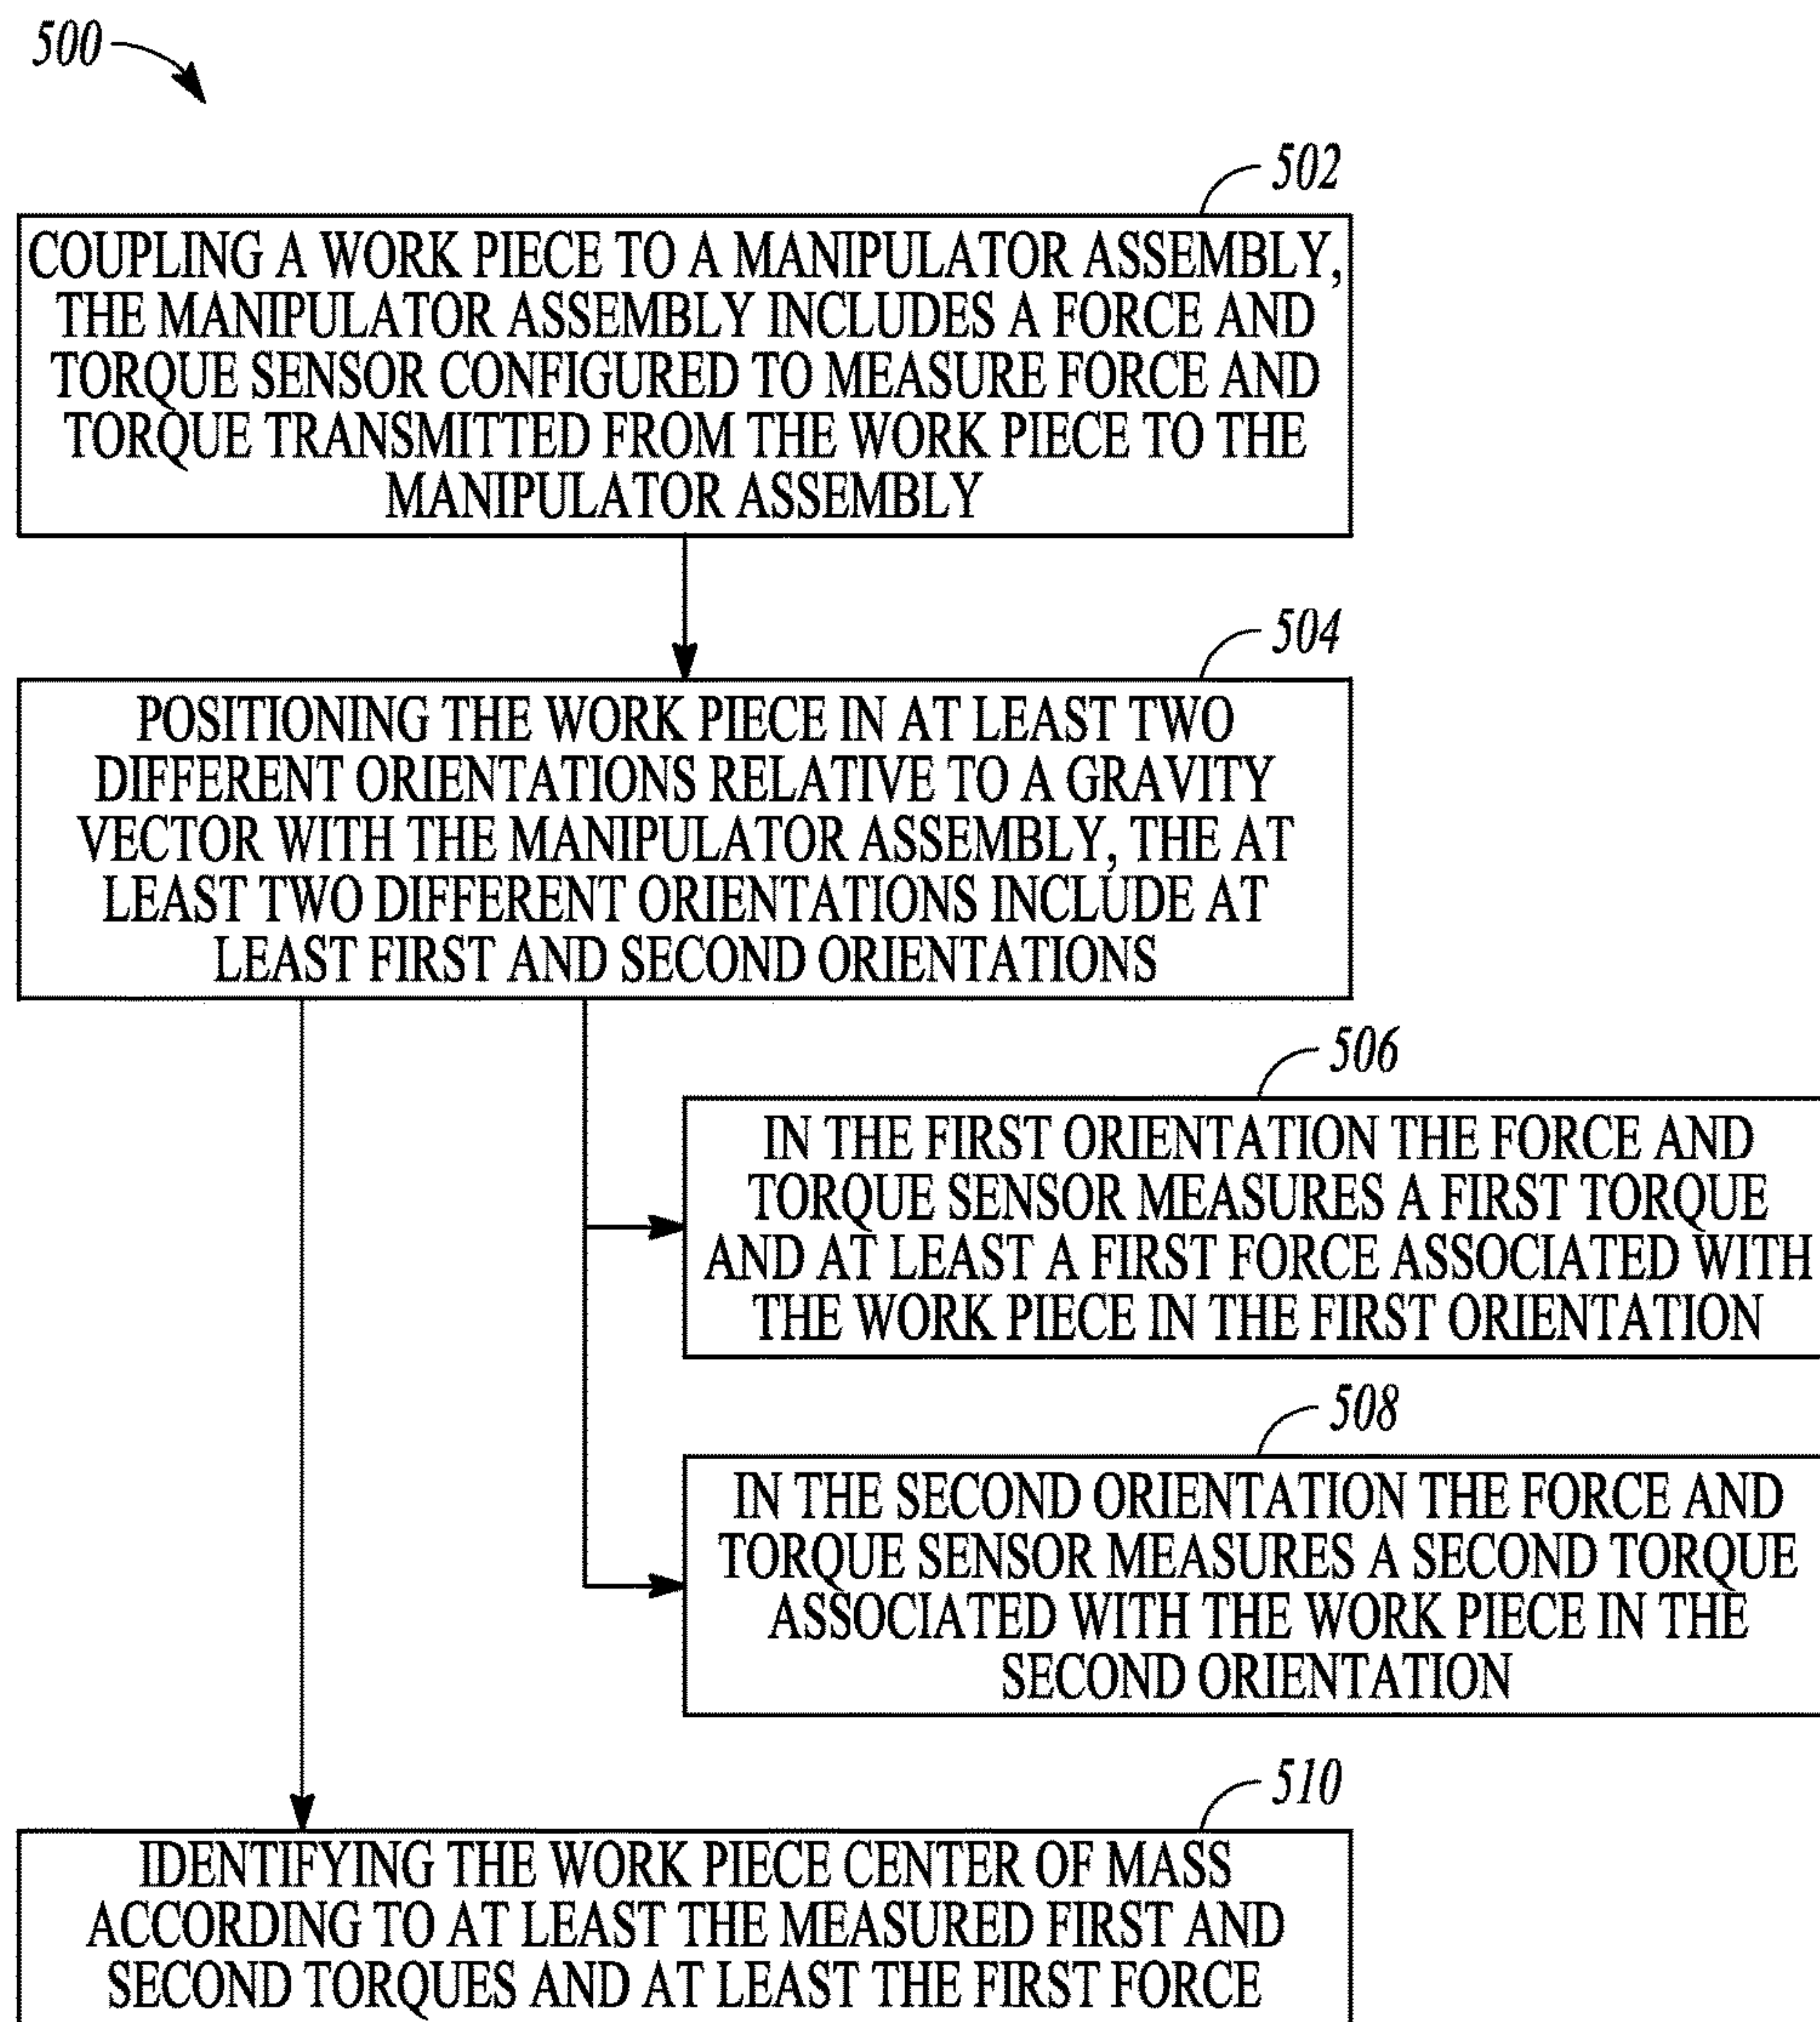 500
502
COUPLING A WORK PIECE TO A MANIPULATOR ASSEMBLY,
THE MANIPULATOR ASSEMBLY INCLUDES A FORCE AND
TORQUE SENSOR CONFIGURED TO MEASURE FORCE AND
TORQUE TRANSMITTED FROM THE WORK PIECE TO THE
MANIPULATOR ASSEMBLY
504
POSITIONING THE WORK PIECE IN AT LEAST TWO
DIFFERENT ORIENTATIONS RELATIVE TO A GRAVITY
VECTOR WITH THE MANIPULATOR ASSEMBLY, THE AT
LEAST TWO DIFFERENT ORIENTATIONS INCLUDE AT
LEAST FIRST AND SECOND ORIENTATIONS
506
IN THE FIRST ORIENTATION THE FORCE AND
TORQUE SENSOR MEASURES A FIRST TORQUE
AND AT LEAST A FIRST FORCE ASSOCIATED WITH
THE WORK PIECE IN THE FIRST ORIENTATION
508
IN THE SECOND ORIENTATION THE FORCE AND
TORQUE SENSOR MEASURES A SECOND TORQUE
ASSOCIATED WITH THE WORK PIECE IN THE
SECOND ORIENTATION
510
IDENTIFYING THE WORK PIECE CENTER OF MASS
ACCORDING TO AT LEAST THE MEASURED FIRST AND
SECOND TORQUES AND AT LEAST THE FIRST FORCE